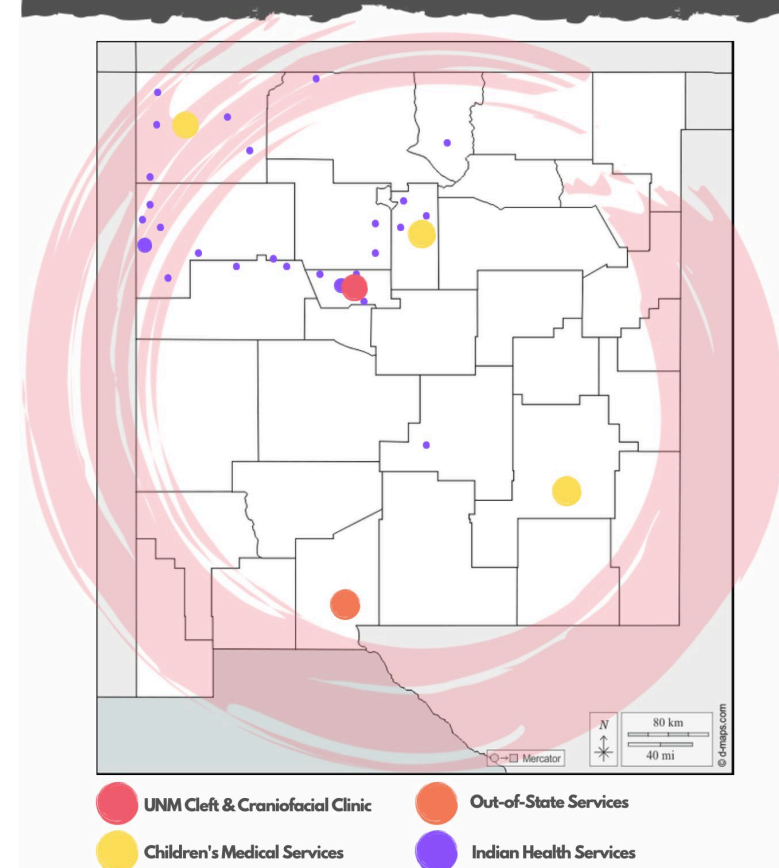 N
80 km
40 mi
© d-maps.com
Mercator
UNM Cleft & Craniofacial Clinic
Out-of-State Services
Children's Medical Services
Indian Health Services